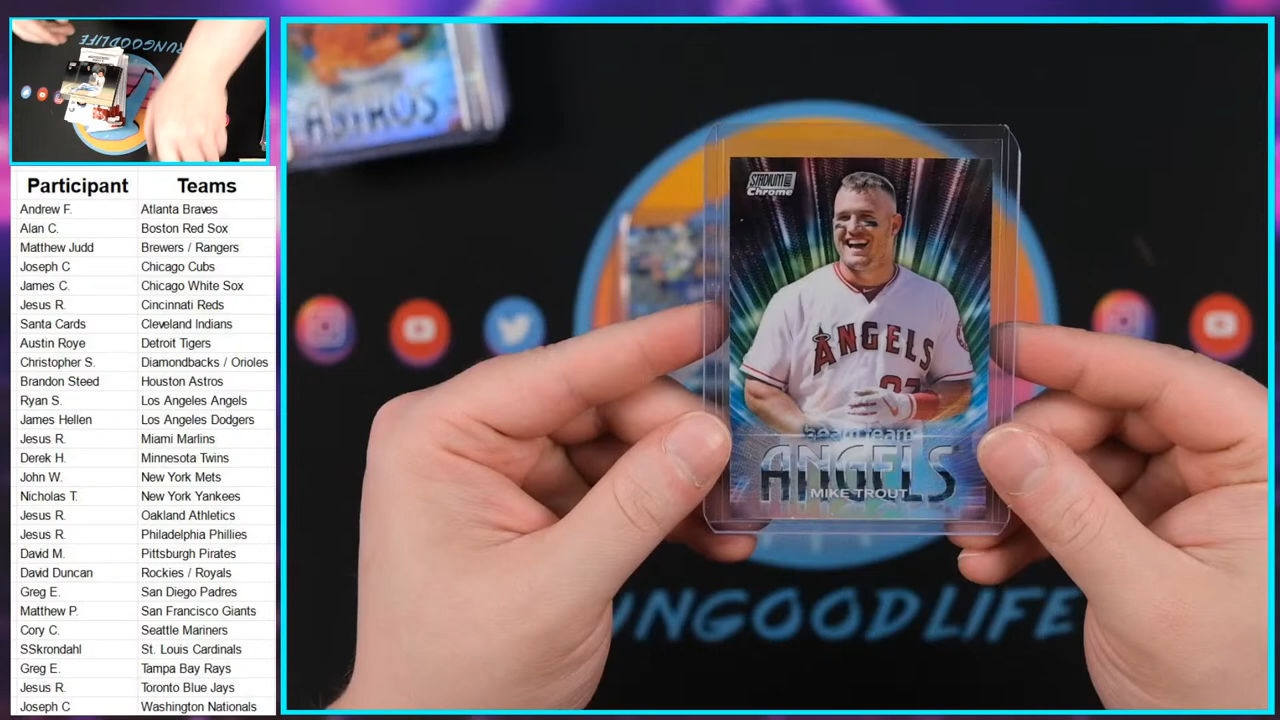 RUNGOODLIFE
Participant Teams
Andrew F. Atlanta Braves
Alan C. Boston Red Sox
Matthew Judd Brewers / Rangers
Joseph C Chicago Cubs
James C. Chicago White Sox
Jesus R. Cincinnati Reds
Santa Cards Cleveland Indians
Austin Roye Detroit Tigers
Christopher S. Diamondbacks / Orioles
Brandon Steed Houston Astros
Ryan S. Los Angeles Angels
James Hellen Los Angeles Dodgers
Jesus R. Miami Marlins
Derek H. Minnesota Twins
John W. New York Mets
Nicholas T. New York Yankees
Jesus R. Oakland Athletics
Jesus R. Philadelphia Phillies
David M. Pittsburgh Pirates
David Duncan Rockies / Royals
Greg E. San Diego Padres
Matthew P. San Francisco Giants
Cory C. Seattle Mariners
SSkrondahl St. Louis Cardinals
Greg E. Tampa Bay Rays
Jesus R. Toronto Blue Jays
Joseph C Washington Nationals
ASTROS
STADIUM
Chrome
ANGELS
27
beam team
ANGELS
MIKE TROUT
UNGOODLIFE